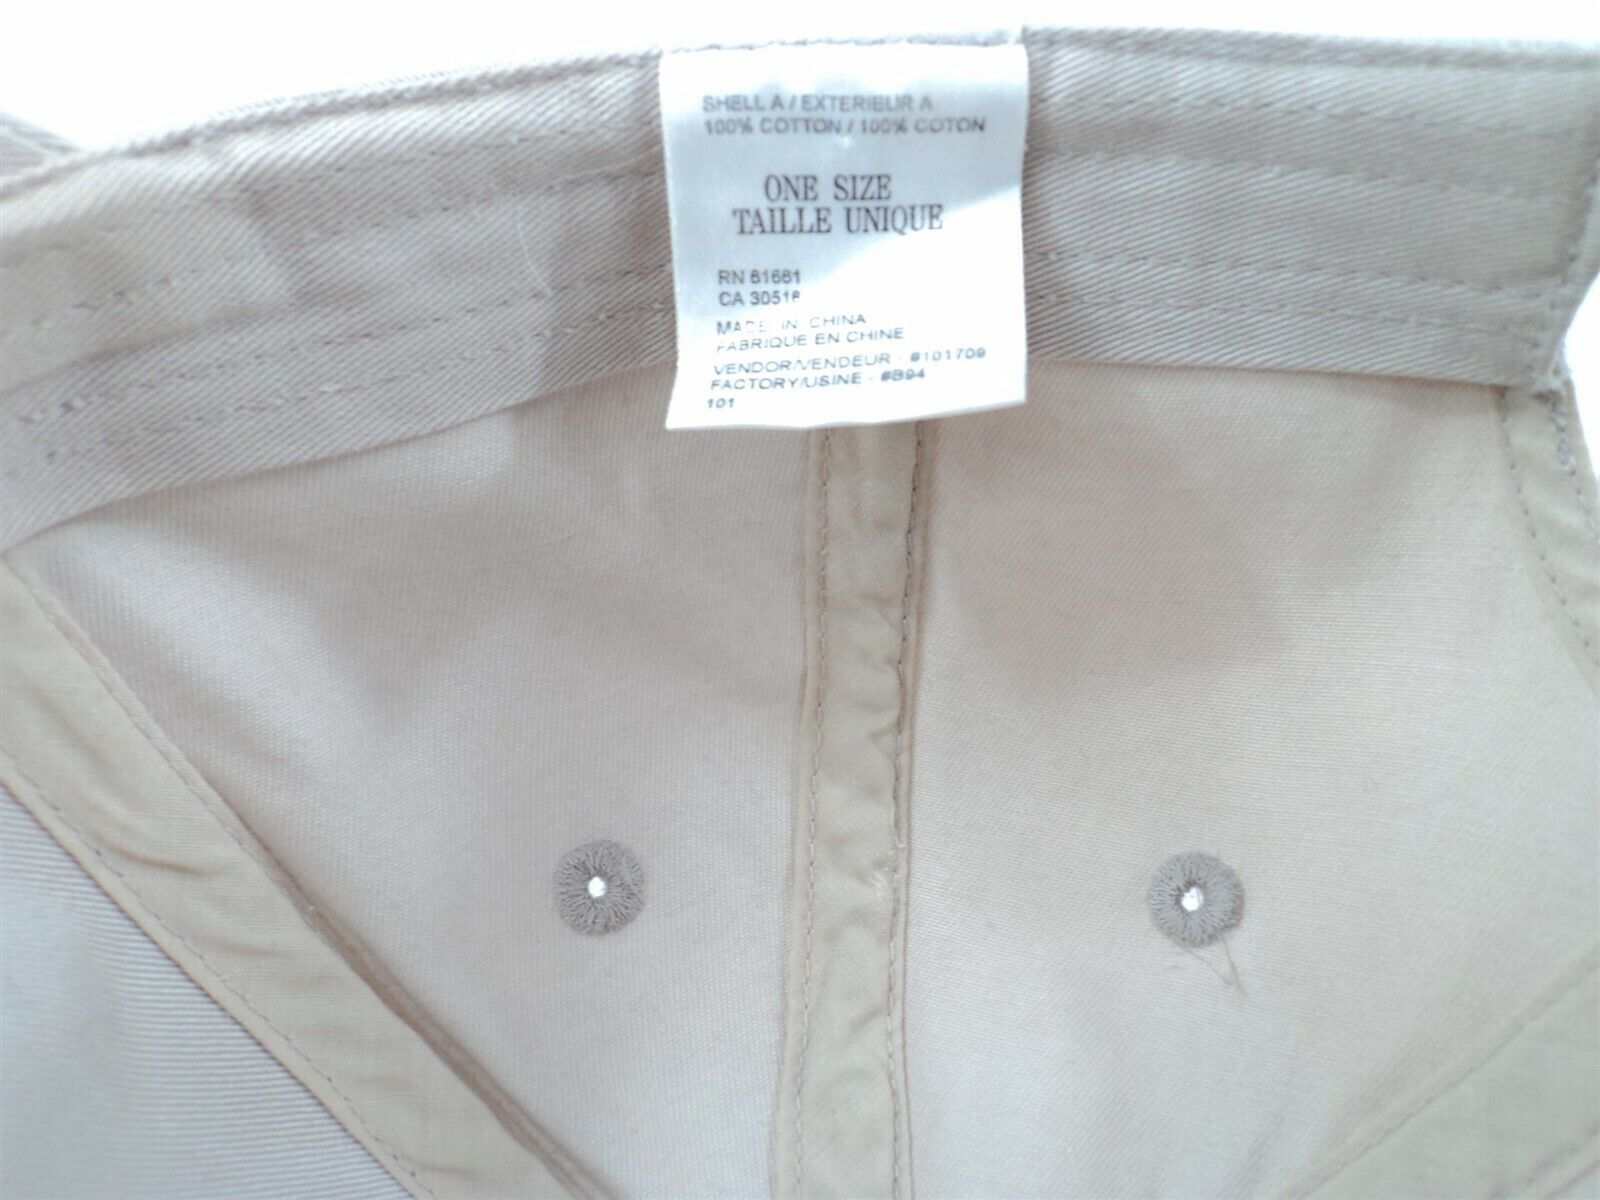 SHELL A / EXTERIEUR A
100% COTTON / 100% COTON
ONE SIZE
TAILLE UNIQUE
RN 61661
CA 30516
MADE IN CHINA
FABRIQUE EN CHINE
VENDOR/VENDEUR - #101709
FACTORY/USINE - #B94
101